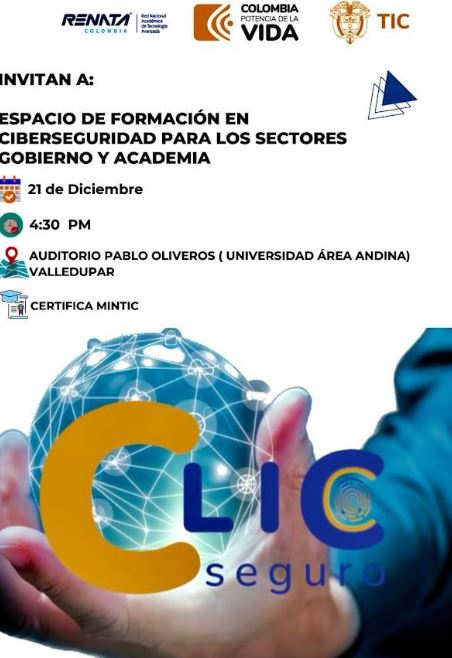 RENATA
COLOMBIA
Red Nacional
Académica
de Tecnología
Avanzada
COLOMBIA
POTENCIA DE LA
VIDA
TIC
INVITAN A:
ESPACIO DE FORMACIÓN EN
CIBERSEGURIDAD PARA LOS SECTORES
GOBIERNO Y ACADEMIA
21 de Diciembre
4:30 PM
AUDITORIO PABLO OLIVEROS ( UNIVERSIDAD ÁREA ANDINA)
VALLEDUPAR
CERTIFICA MINTIC
CLIC
seguro